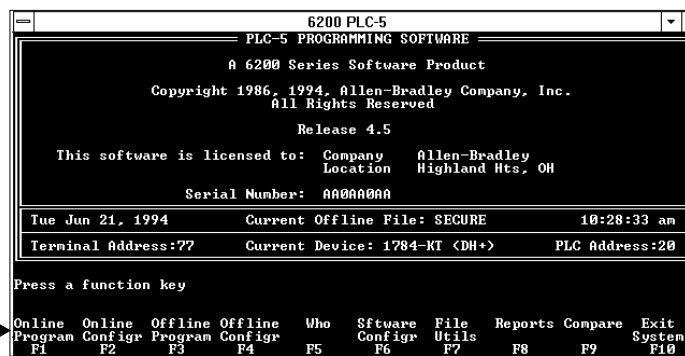 6200 PLC-5
PLC-5 PROGRAMMING SOFTWARE
A 6200 Series Software Product
Copyright 1986, 1994, Allen-Bradley Company, Inc.
All Rights Reserved
Release 4.5
This software is licensed to: Company Allen-Bradley
Location Highland Hts, OH
Serial Number: AA0AA0AA
Tue Jun 21, 1994 Current Offline File: SECURE 10:28:33 am
Terminal Address:77 Current Device: 1784-KT (DH+) PLC Address:20
Press a function key
Online Online Offline Offline Who Sftware File Reports Compare Exit
Program Configr Program Configr Configr Utils System
F1 F2 F3 F4 F5 F6 F7 F8 F9 F10